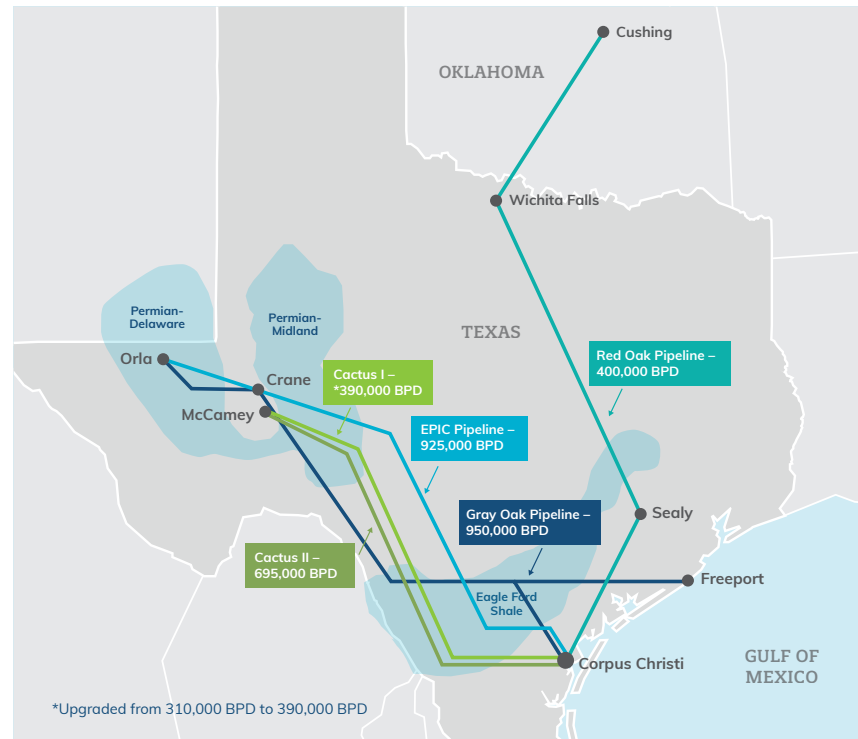 Cushing
OKLAHOMA
Wichita Falls
Permian-
Delaware
Permian-
Midland
TEXAS
Orla
Crane
McCamey
Cactus I –
*390,000 BPD
Red Oak Pipeline –
400,000 BPD
EPIC Pipeline –
925,000 BPD
Gray Oak Pipeline –
950,000 BPD
Sealy
Cactus II –
695,000 BPD
Freeport
Eagle Ford
Shale
Corpus Christi
GULF OF
MEXICO
*Upgraded from 310,000 BPD to 390,000 BPD